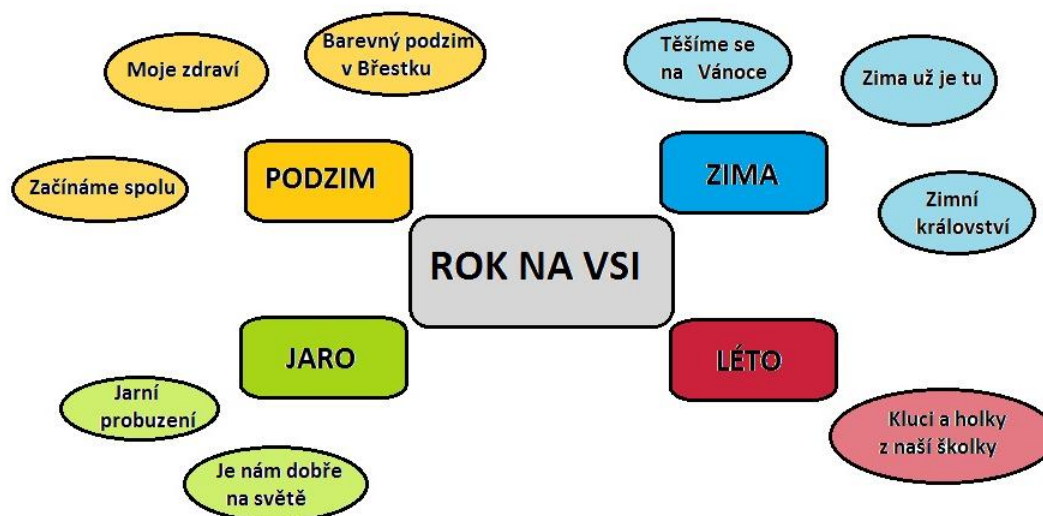 Barevný podzim
v Břestku
Moje zdraví
Začínáme spolu
PODZIM
Těšíme se
na Vánoce
Zima už je tu
Zimní
království
ZIMA
ROK NA VSI
JARO
Jarní
probuzení
Je nám dobře
na světě
LÉTO
Kluci a holky
z naší školky